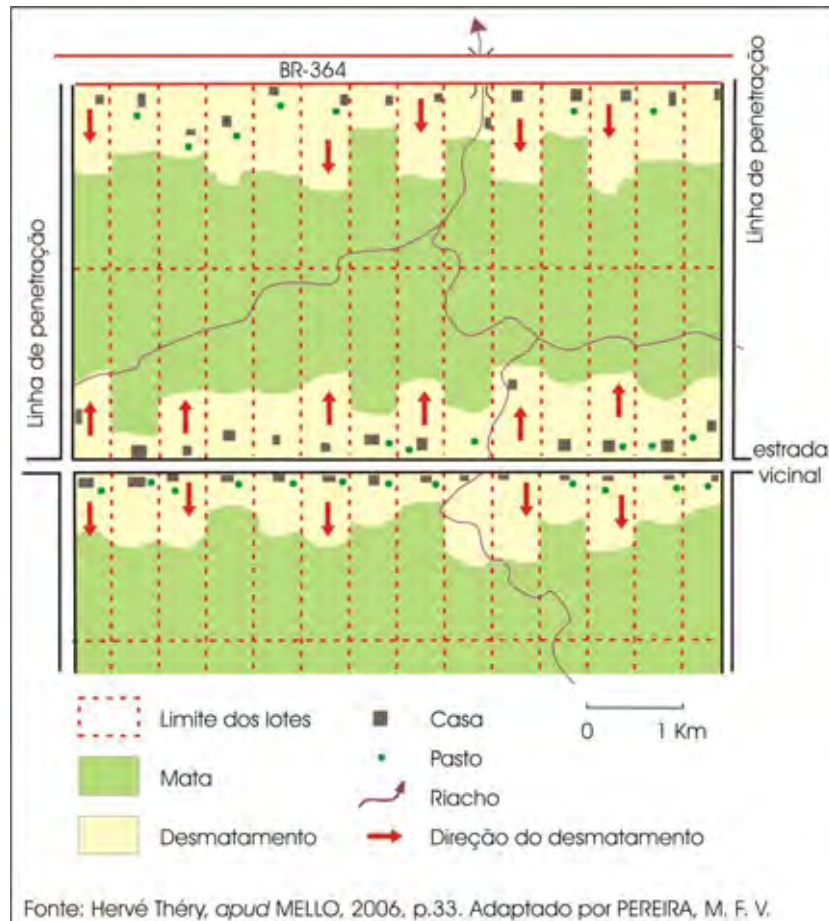 BR-364
Linha de penetração
Linha de penetração
estrada
vicinal
Limite dos lotes
Mata
Desmatamento
Casa
Pasto
Riacho
Direção do desmatamento
0 1 Km
Fonte: Hervé Théry, apud MELLO, 2006, p.33. Adaptado por PEREIRA, M. F. V.